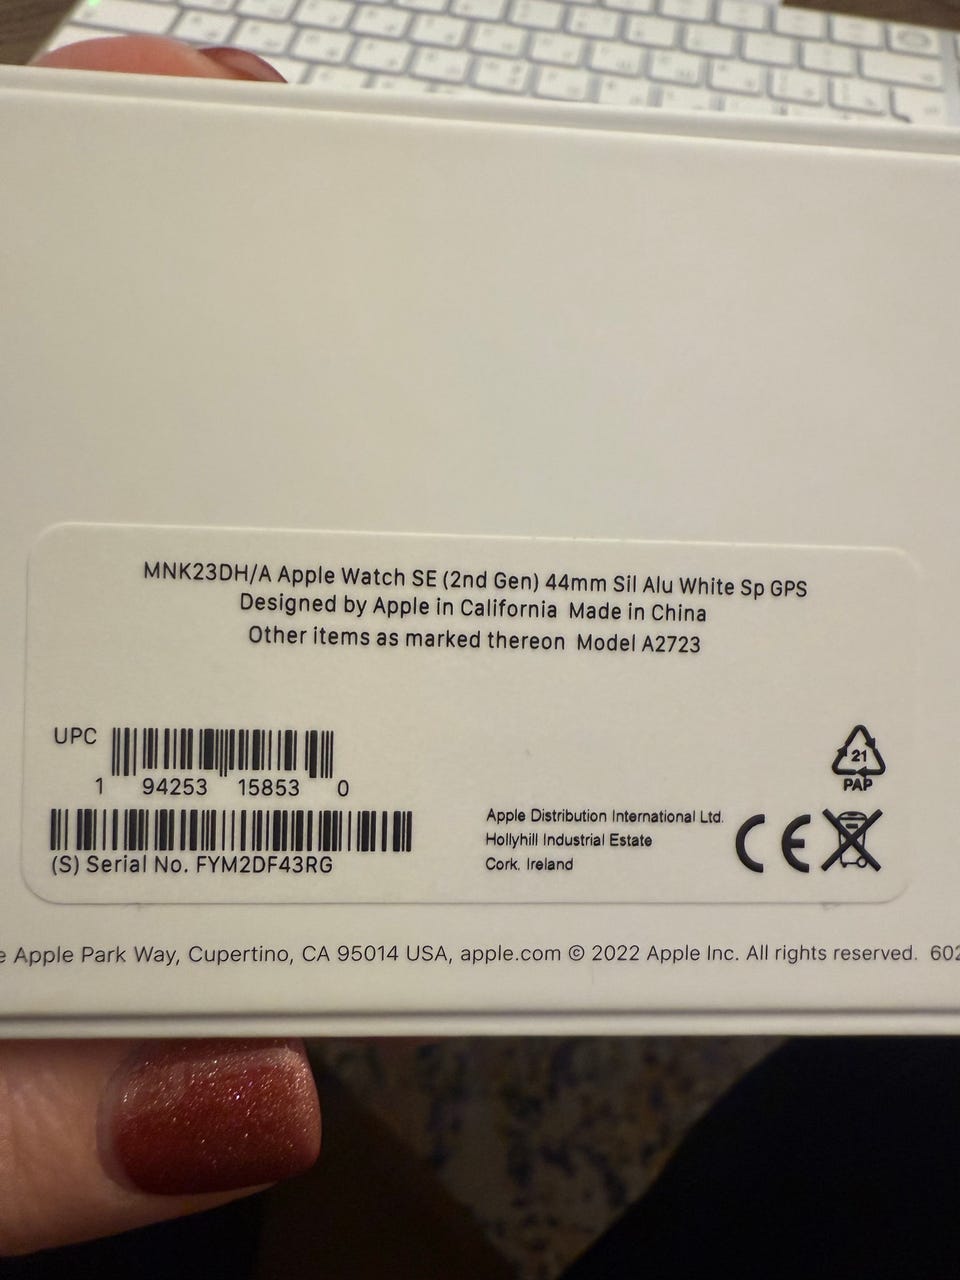 MNK23DH/A Apple Watch SE (2nd Gen) 44mm Sil Alu White Sp GPS
Designed by Apple in California Made in China
Other items as marked thereon Model A2723
UPC
1 94253 15853 0
(S) Serial No. FYM2DF43RG
Apple Distribution International Ltd.
Hollyhill Industrial Estate
Cork, Ireland
21
PAP
CE
Apple Park Way, Cupertino, CA 95014 USA, apple.com © 2022 Apple Inc. All rights reserved. 602